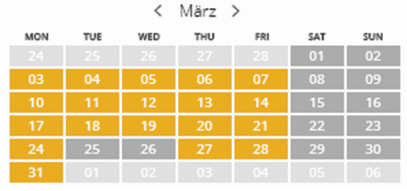 < März >
MON TUE WED THU FRI SAT SUN
24 25 26 27 28 01 02
03 04 05 06 07 08 09
10 11 12 13 14 15 16
17 18 19 20 21 22 23
24 25 26 27 28 29 30
31 01 02 03 04 05 06